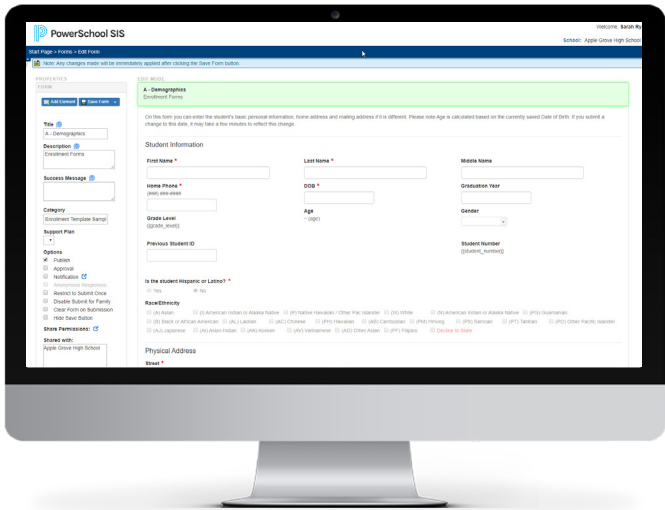 PowerSchool SIS
Welcome, Sarah Ry
School: Apple Grove High School
Start Page > Forms > Edit Form
Note: Any changes made will be immediately applied after clicking the Save Form button.
PROPERTIES
EDIT MODE
FORM
Add Element Save Form
A - Demographics
Enrollment Forms
On this form you can enter the student's basic personal information, home address and mailing address if it is different. Please note Age is calculated based on the currently saved Date of Birth. If you submit a
change to this date, it may take a few minutes to reflect this change.
Title
A - Demographics
Description
Enrollment Forms
Success Message
Category
Enrollment Template Sampl
Support Plan
Options
Publish
Approval
Notification
Anonymous Responses
Restrict to Submit Once
Disable Submit for Family
Clear Form on Submission
Hide Save Button
Share Permissions:
Shared with:
Apple Grove High School
Student Information
First Name * Last Name * Middle Name
Home Phone * DOB * Graduation Year
(###) ###-####
Age Gender
Grade Level -- (age)
{{grade_level}}
Previous Student ID Student Number
{{student_number}}
Is the student Hispanic or Latino? *
Yes No
Race/Ethnicity
(A) Asian (I) American Indian or Alaska Native (P) Native Hawaiian / Other Pac Islander (W) White (N) American Indian or Alaska Native (PG) Guamanian
(B) Black or African American (AL) Laotian (AC) Chinese (PH) Hawaiian (AB) Cambodian (PM) Hmong (PS) Samoan (PT) Tahitian (PO) Other Pacific Islander
(AJ) Japanese (AI) Asian Indian (AK) Korean (AV) Vietnamese (AO) Other Asian (PF) Filipino Decline to State
Physical Address
Street *